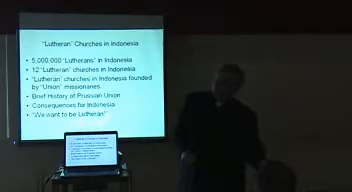 "Lutheran" Churches in Indonesia
• 5,000,000 "Lutherans" in Indonesia
• 12 "Lutheran" churches in Indonesia
• "Lutheran" churches in Indonesia founded
by "Union" missionaries
• Brief History of Prussian Union
• Consequences for Indonesia
• "We want to be Lutheran!"